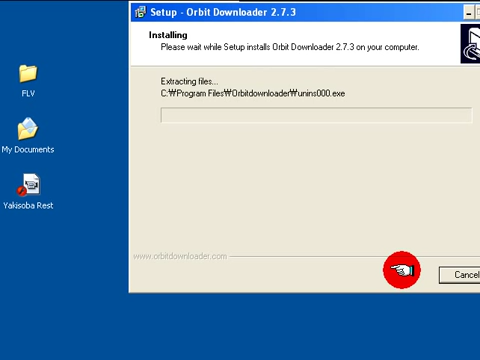 Setup - Orbit Downloader 2.7.3
Installing
Please wait while Setup installs Orbit Downloader 2.7.3 on your computer.
Extracting files...
C:₩Program Files₩Orbitdownloader₩unins000.exe
FLV
My Documents
Yakisoba Rest
www.orbitdownloader.com
Cancel